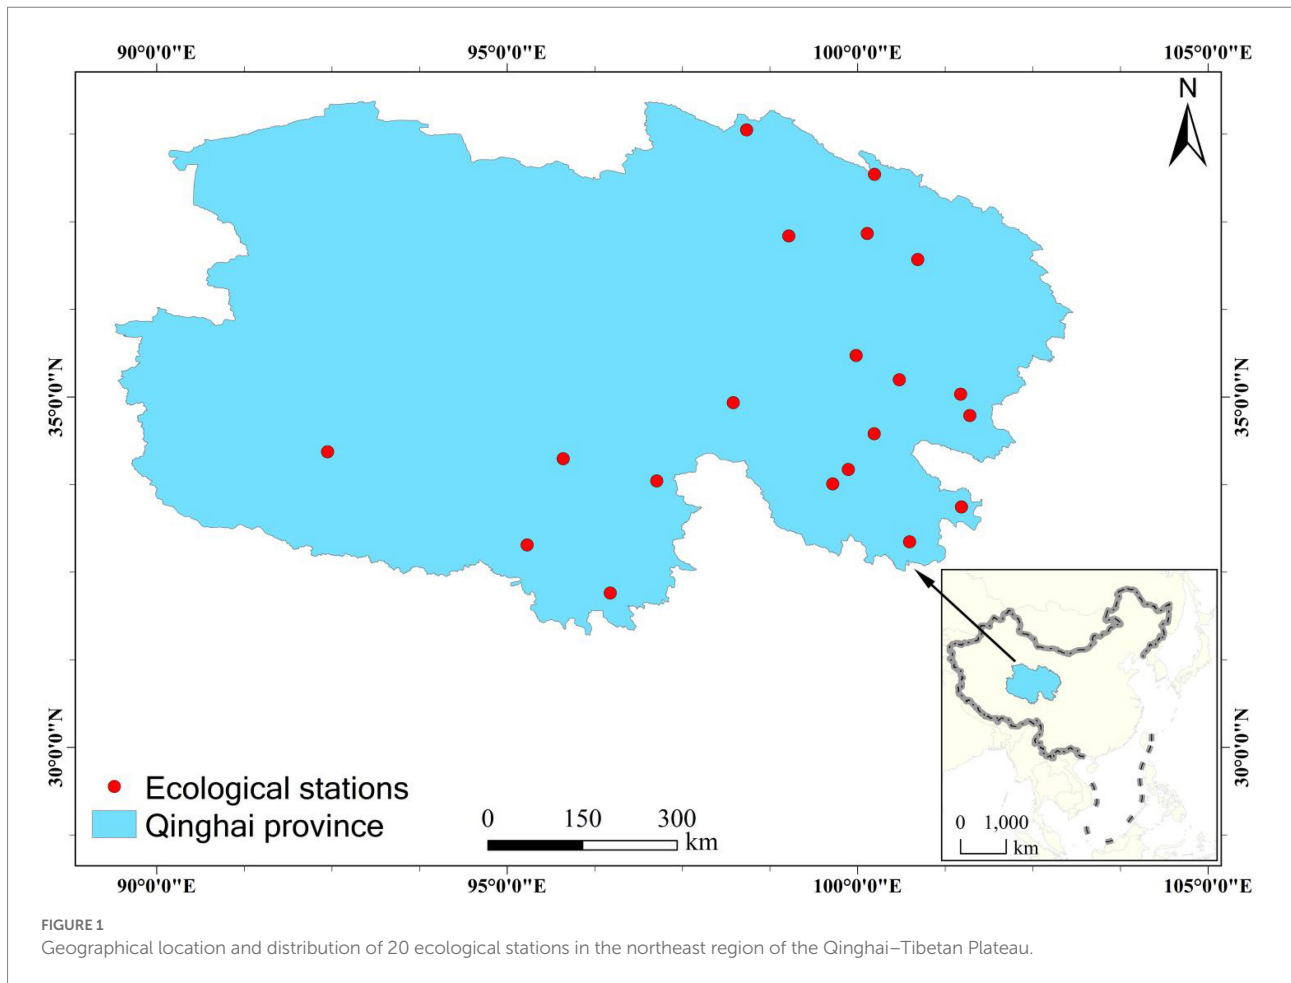 90°0'0"E 95°0'0"E 100°0'0"E 105°0'0"E
N
35°0'0"N 35°0'0"N
30°0'0"N 30°0'0"N
Ecological stations
Qinghai province
0 150 300
km
0 1,000
km
90°0'0"E 95°0'0"E 100°0'0"E 105°0'0"E
FIGURE 1
Geographical location and distribution of 20 ecological stations in the northeast region of the Qinghai–Tibetan Plateau.